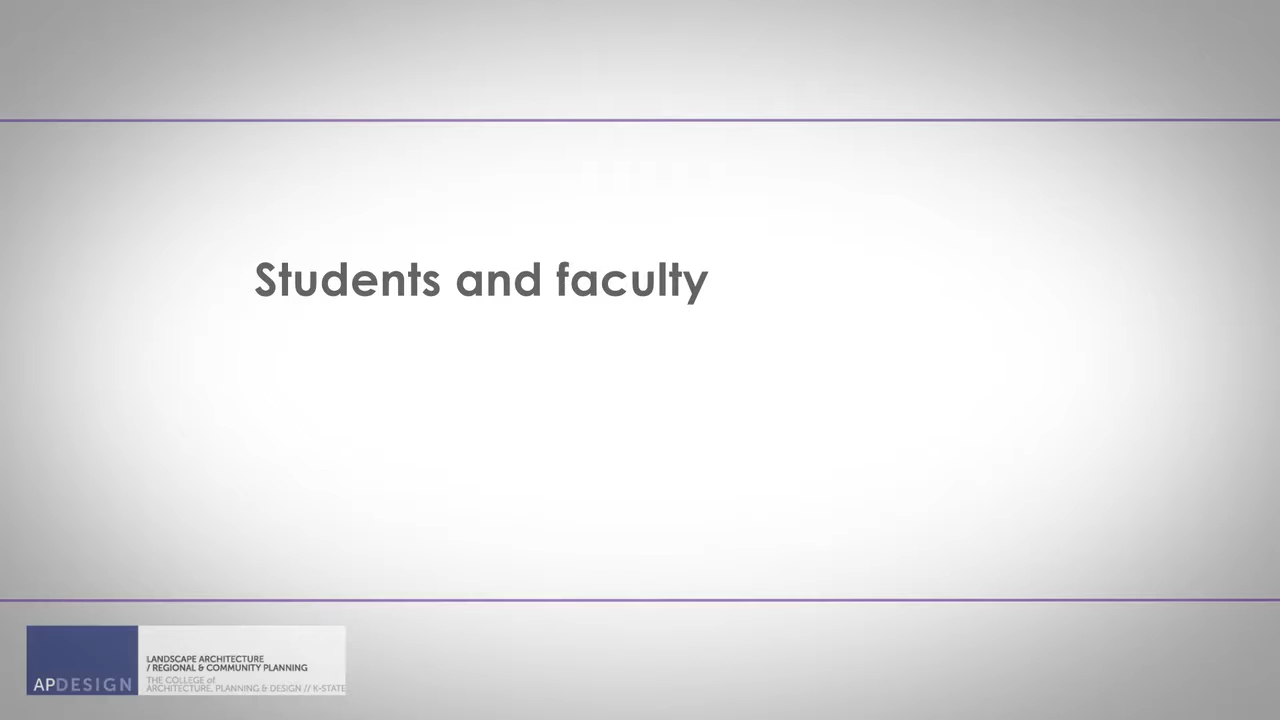 Students and faculty
LANDSCAPE ARCHITECTURE
/ REGIONAL & COMMUNITY PLANNING
THE COLLEGE of
ARCHITECTURE, PLANNING & DESIGN // K-STATE
APDESIGN